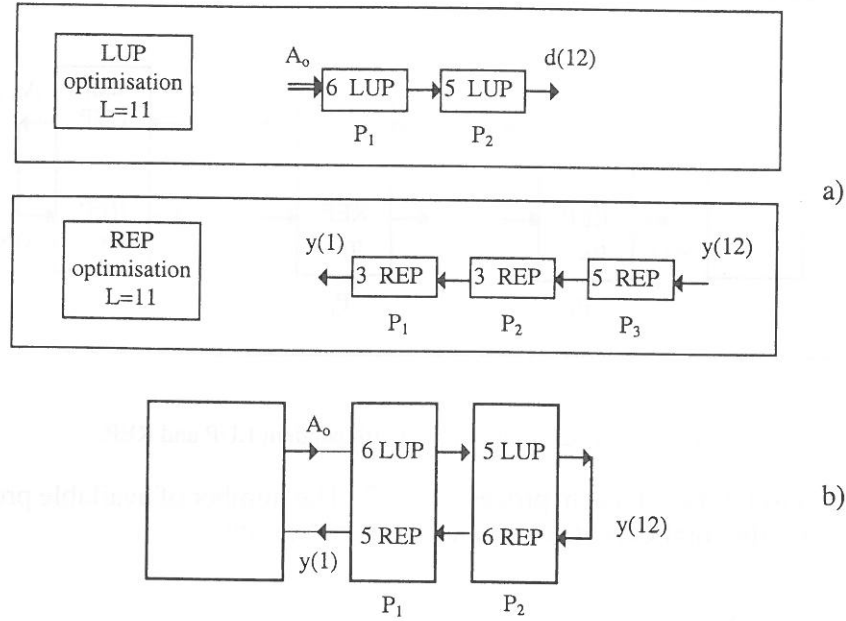 LUP
optimisation
L=11
A₀
6 LUP
5 LUP
d(12)
P₁
P₂
a)
REP
optimisation
L=11
y(1)
3 REP
3 REP
5 REP
y(12)
P₁
P₂
P₃
A₀
6 LUP
5 LUP
b)
5 REP
6 REP
y(12)
y(1)
P₁
P₂